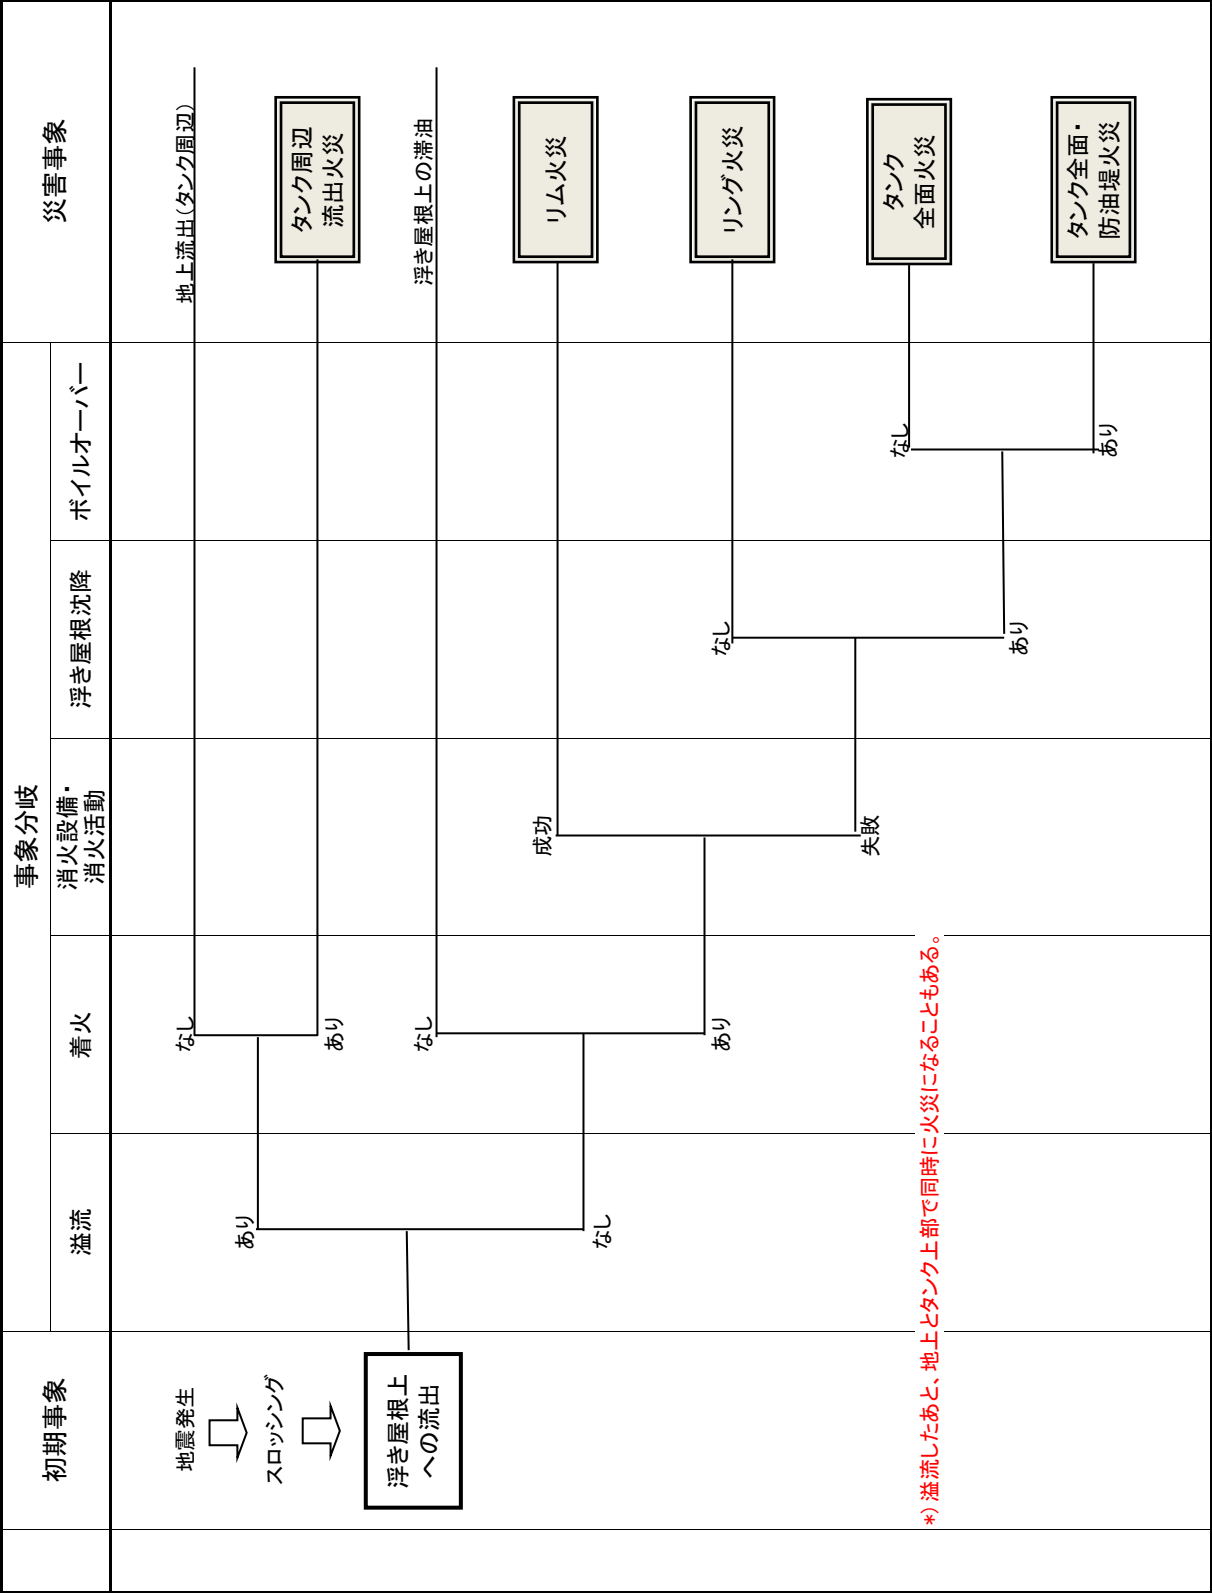 初期事象
事象分岐
災害事象
溢流
着火
消火設備・
消火活動
浮き屋根沈降
ボイルオーバー
地震発生
スロッシング
浮き屋根上
への流出
あり
なし
なし
あり
なし
あり
成功
失敗
なし
あり
なし
あり
地上流出(タンク周辺)
タンク周辺
流出火災
浮き屋根上の滞油
リム火災
リング火災
タンク
全面火災
タンク全面・
防油堤火災
*)溢流したあと、地上とタンク上部で同時に火災になることもある。